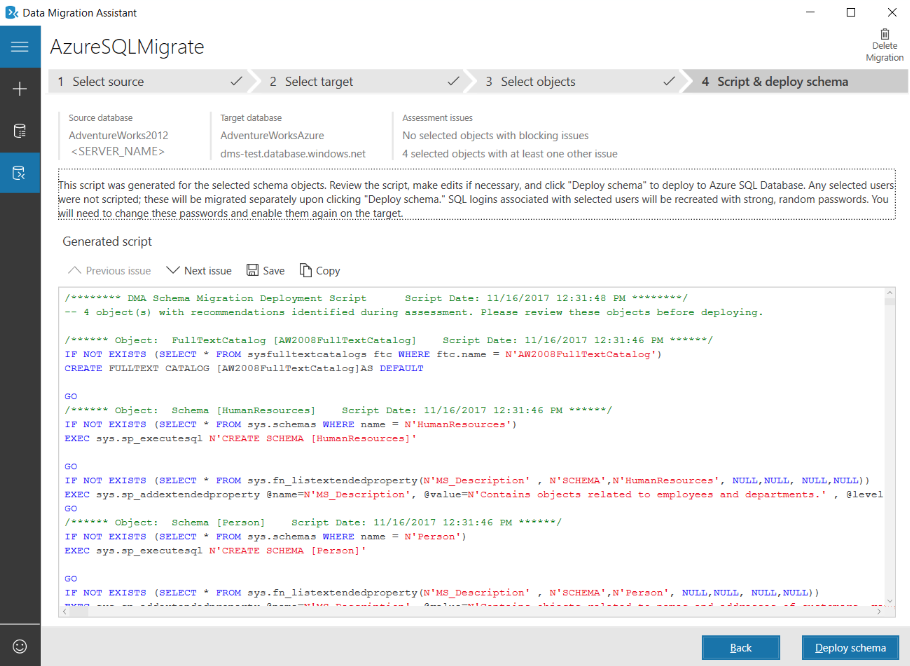 Data Migration Assistant
AzureSQLMigrate
Delete
Migration
1 Select source
2 Select target
3 Select objects
4 Script & deploy schema
Source database
AdventureWorks2012
<SERVER_NAME>
Target database
AdventureWorksAzure
dms-test.database.windows.net
Assessment issues
No selected objects with blocking issues
4 selected objects with at least one other issue
This script was generated for the selected schema objects. Review the script, make edits if necessary, and click "Deploy schema" to deploy to Azure SQL Database. Any selected users
were not scripted; these will be migrated separately upon clicking "Deploy schema." SQL logins associated with selected users will be recreated with strong, random passwords. You
will need to change these passwords and enable them again on the target.
Generated script
Previous issue
Next issue
Save
Copy
/******** DMA Schema Migration Deployment Script Script Date: 11/16/2017 12:31:48 PM ********/
-- 4 object(s) with recommendations identified during assessment. Please review these objects before deploying.
/****** Object: FullTextCatalog [AW2008FullTextCatalog] Script Date: 11/16/2017 12:31:46 PM ******/
IF NOT EXISTS (SELECT * FROM sysfulltextcatalogs ftc WHERE ftc.name = N'AW2008FullTextCatalog')
CREATE FULLTEXT CATALOG [AW2008FullTextCatalog]AS DEFAULT
GO
/****** Object: Schema [HumanResources] Script Date: 11/16/2017 12:31:46 PM ******/
IF NOT EXISTS (SELECT * FROM sys.schemas WHERE name = N'HumanResources')
EXEC sys.sp_executesql N'CREATE SCHEMA [HumanResources]'
GO
IF NOT EXISTS (SELECT * FROM sys.fn_listextendedproperty(N'MS_Description' , N'SCHEMA',N'HumanResources', NULL,NULL, NULL,NULL))
EXEC sys.sp_addextendedproperty @name=N'MS_Description', @value=N'Contains objects related to employees and departments.' , @level
GO
/****** Object: Schema [Person] Script Date: 11/16/2017 12:31:46 PM ******/
IF NOT EXISTS (SELECT * FROM sys.schemas WHERE name = N'Person')
EXEC sys.sp_executesql N'CREATE SCHEMA [Person]'
GO
IF NOT EXISTS (SELECT * FROM sys.fn_listextendedproperty(N'MS_Description' , N'SCHEMA',N'Person', NULL,NULL, NULL,NULL))
EXEC sys.sp_addextendedproperty @name=N'MS_Description', @value=N'Contains objects related to names and addresses of customers,
Back
Deploy schema